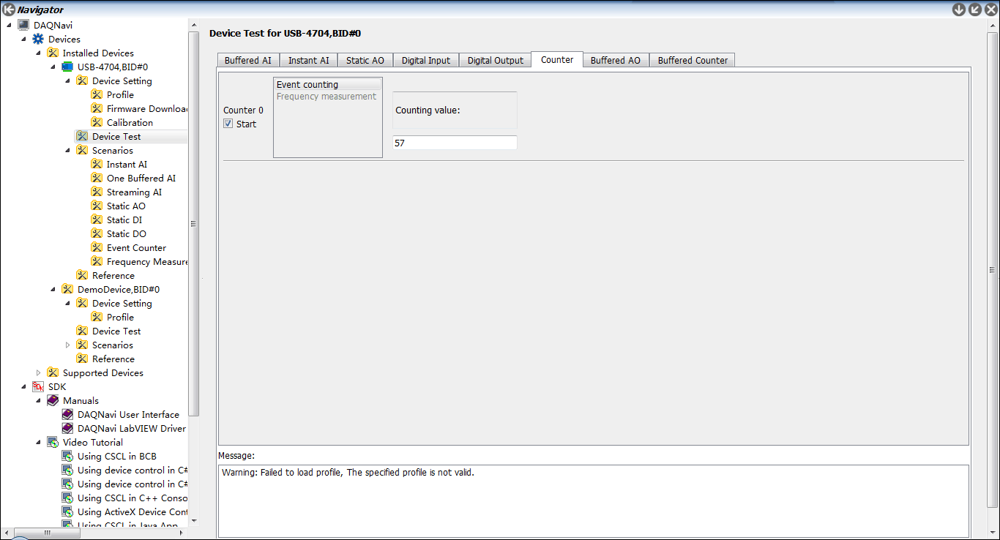 Navigator
DAQNavi
Devices
Installed Devices
USB-4704,BID#0
Device Setting
Profile
Firmware Downloa
Calibration
Device Test
Scenarios
Instant AI
One Buffered AI
Streaming AI
Static AO
Static DI
Static DO
Event Counter
Frequency Measure
Reference
DemoDevice,BID#0
Device Setting
Profile
Device Test
Scenarios
Reference
Supported Devices
SDK
Manuals
DAQNavi User Interface
DAQNavi LabVIEW Driver
Video Tutorial
Using CSCL in BCB
Using device control in C#
Using device control in C#
Using CSCL in C++ Conso
Using ActiveX Device Cont
Using CSCL in Java App
Device Test for USB-4704,BID#0
Buffered AI Instant AI Static AO Digital Input Digital Output Counter Buffered AO Buffered Counter
Counter 0
Start
Event counting
Frequency measurement
Counting value:
57
Message:
Warning: Failed to load profile, The specified profile is not valid.